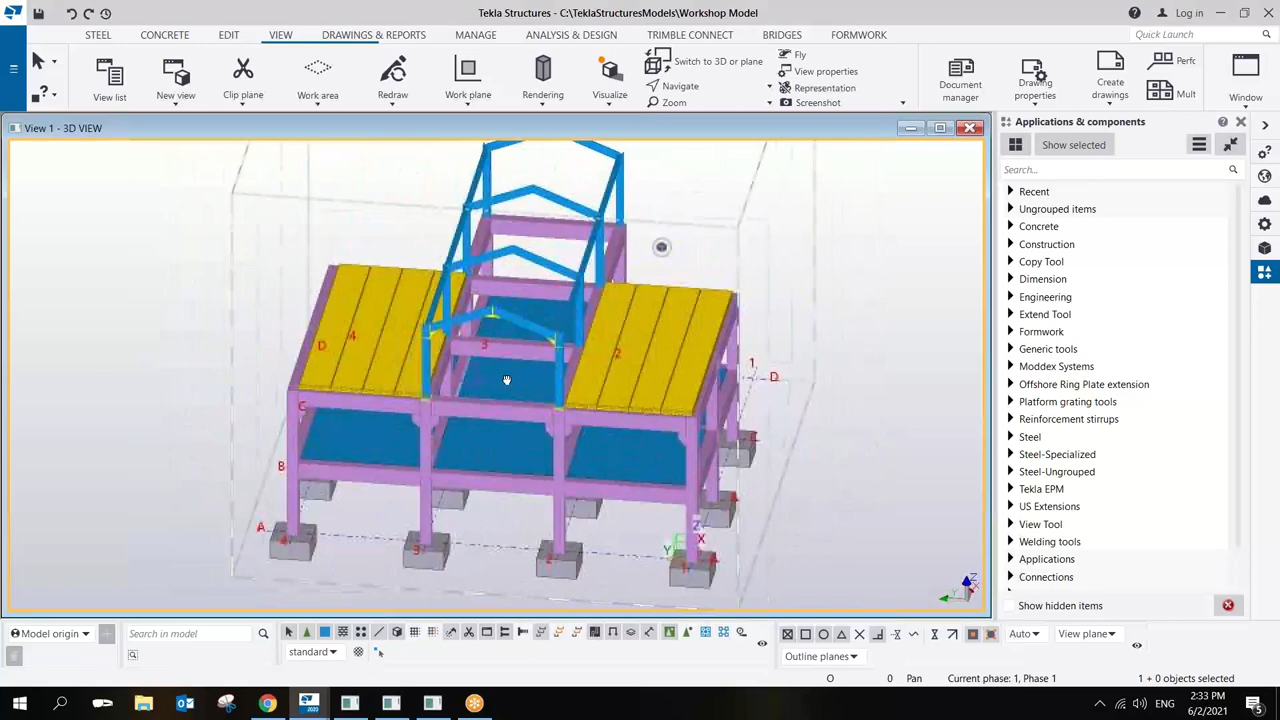 Tekla Structures - C:\TeklaStructuresModels\Workshop Model
Log in
STEEL CONCRETE EDIT VIEW DRAWINGS & REPORTS MANAGE ANALYSIS & DESIGN TRIMBLE CONNECT BRIDGES FORMWORK
Quick Launch
View list
New view
Clip plane
Work area
Redraw
Work plane
Rendering
Visualize
Switch to 3D or plane
Navigate
Zoom
Fly
View properties
Representation
Screenshot
Document manager
Drawing properties
Create drawings
Perfc
Mult
Window
View 1 - 3D VIEW
Applications & components
Show selected
Search...
Recent
Ungrouped items
Concrete
Construction
Copy Tool
Dimension
Engineering
Extend Tool
Formwork
Generic tools
Moddex Systems
Offshore Ring Plate extension
Platform grating tools
Reinforcement stirrups
Steel
Steel-Specialized
Steel-Ungrouped
Tekla EPM
US Extensions
View Tool
Welding tools
Applications
Connections
Show hidden items
4
D
3
2
1
D
C
B
A
3
2
Z
X
Y
Z
Model origin
Search in model
standard
Auto
View plane
Outline planes
O 0 Pan Current phase: 1, Phase 1 1 + 0 objects selected
ENG
2:33 PM
6/2/2021
5